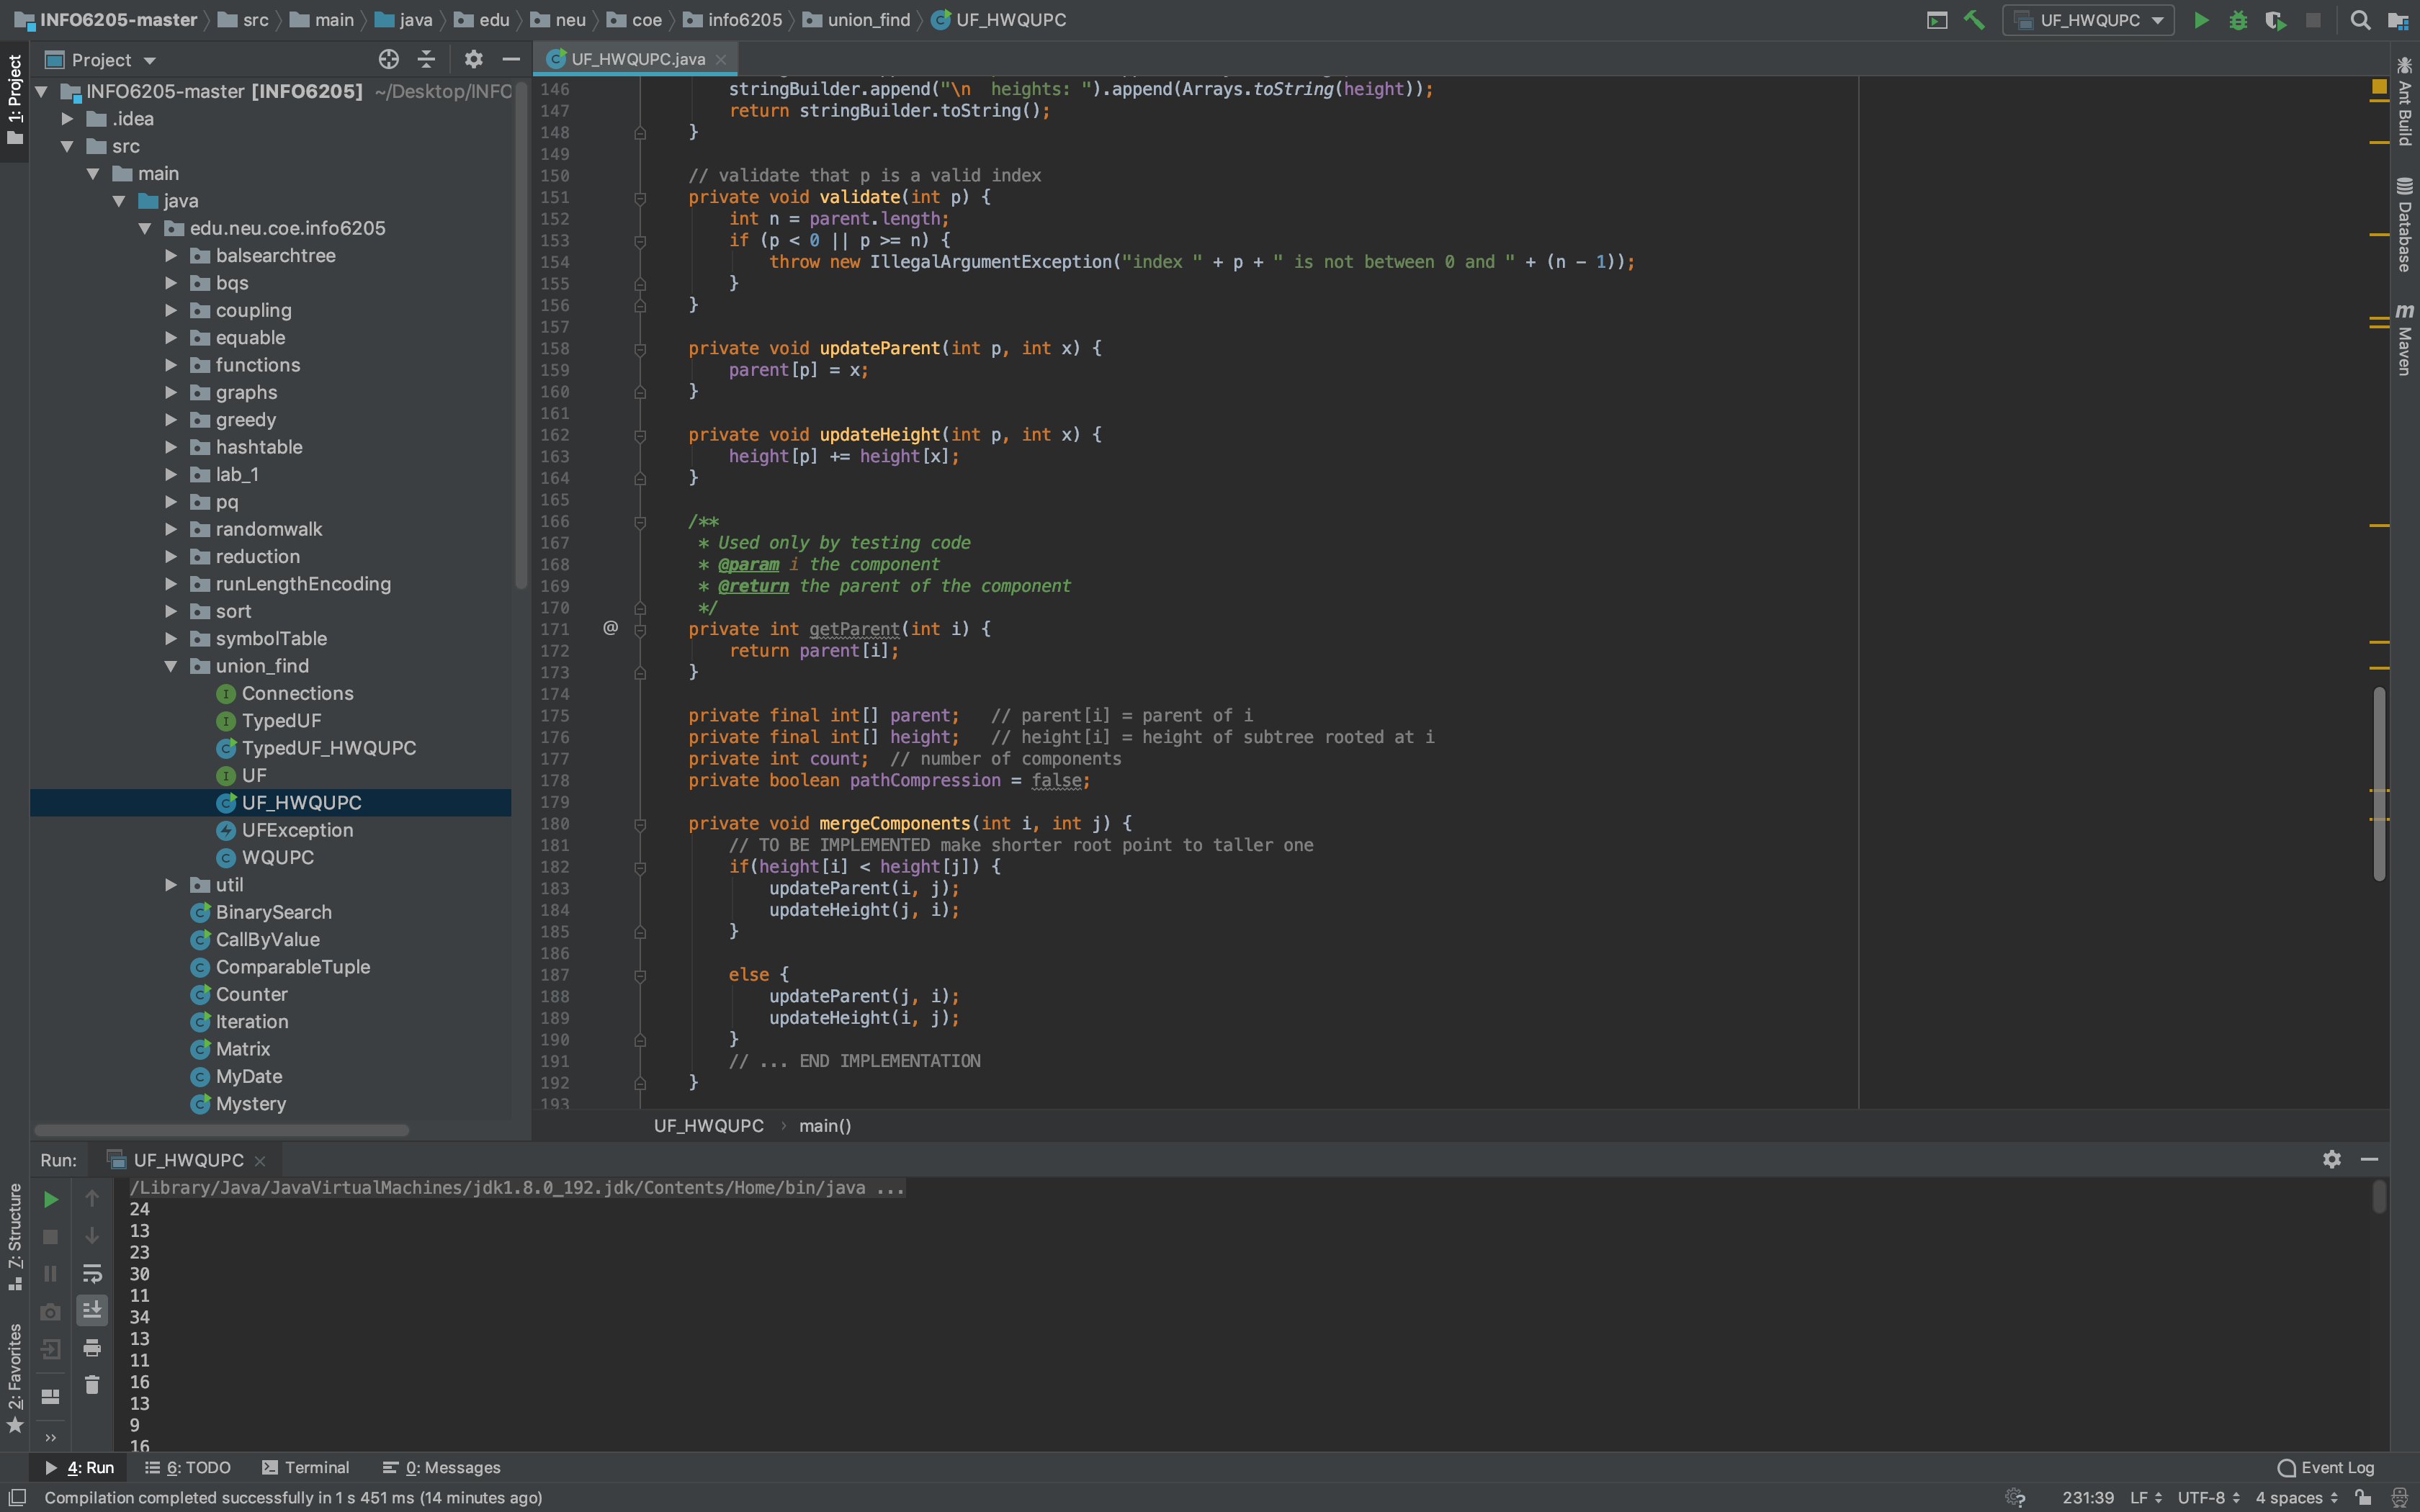 INFO6205-master src main java edu neu coe info6205 union_find UF_HWQUPC
UF_HWQUPC
1: Project
Project
UF_HWQUPC.java
INFO6205-master [INFO6205] ~/Desktop/INFO
.idea
src
main
java
edu.neu.coe.info6205
balsearchtree
bqs
coupling
equable
functions
graphs
greedy
hashtable
lab_1
pq
randomwalk
reduction
runLengthEncoding
sort
symbolTable
union_find
Connections
TypedUF
TypedUF_HWQUPC
UF
UF_HWQUPC
UFException
WQUPC
util
BinarySearch
CallByValue
ComparableTuple
Counter
Iteration
Matrix
MyDate
Mystery
146 stringBuilder.append("\n  heights: ").append(Arrays.toString(height));
147 return stringBuilder.toString();
148 }
149
150 // validate that p is a valid index
151 private void validate(int p) {
152 int n = parent.length;
153 if (p < 0 || p >= n) {
154 throw new IllegalArgumentException("index " + p + " is not between 0 and " + (n - 1));
155 }
156 }
157
158 private void updateParent(int p, int x) {
159 parent[p] = x;
160 }
161
162 private void updateHeight(int p, int x) {
163 height[p] += height[x];
164 }
165
166 /**
167 * Used only by testing code
168 * @param i the component
169 * @return the parent of the component
170 */
171 @ private int getParent(int i) {
172 return parent[i];
173 }
174
175 private final int[] parent;   // parent[i] = parent of i
176 private final int[] height;   // height[i] = height of subtree rooted at i
177 private int count;  // number of components
178 private boolean pathCompression = false;
179
180 private void mergeComponents(int i, int j) {
181 // TO BE IMPLEMENTED make shorter root point to taller one
182 if(height[i] < height[j]) {
183 updateParent(i, j);
184 updateHeight(j, i);
185 }
186
187 else {
188 updateParent(j, i);
189 updateHeight(i, j);
190 }
191 // ... END IMPLEMENTATION
192 }
193
UF_HWQUPC main()
Ant Build
Database
m Maven
Run: UF_HWQUPC
/Library/Java/JavaVirtualMachines/jdk1.8.0_192.jdk/Contents/Home/bin/java ...
24
13
23
30
11
34
13
11
16
13
9
16
7: Structure
2: Favorites
4: Run 6: TODO Terminal 0: Messages Event Log
Compilation completed successfully in 1 s 451 ms (14 minutes ago) 231:39 LF UTF-8 4 spaces